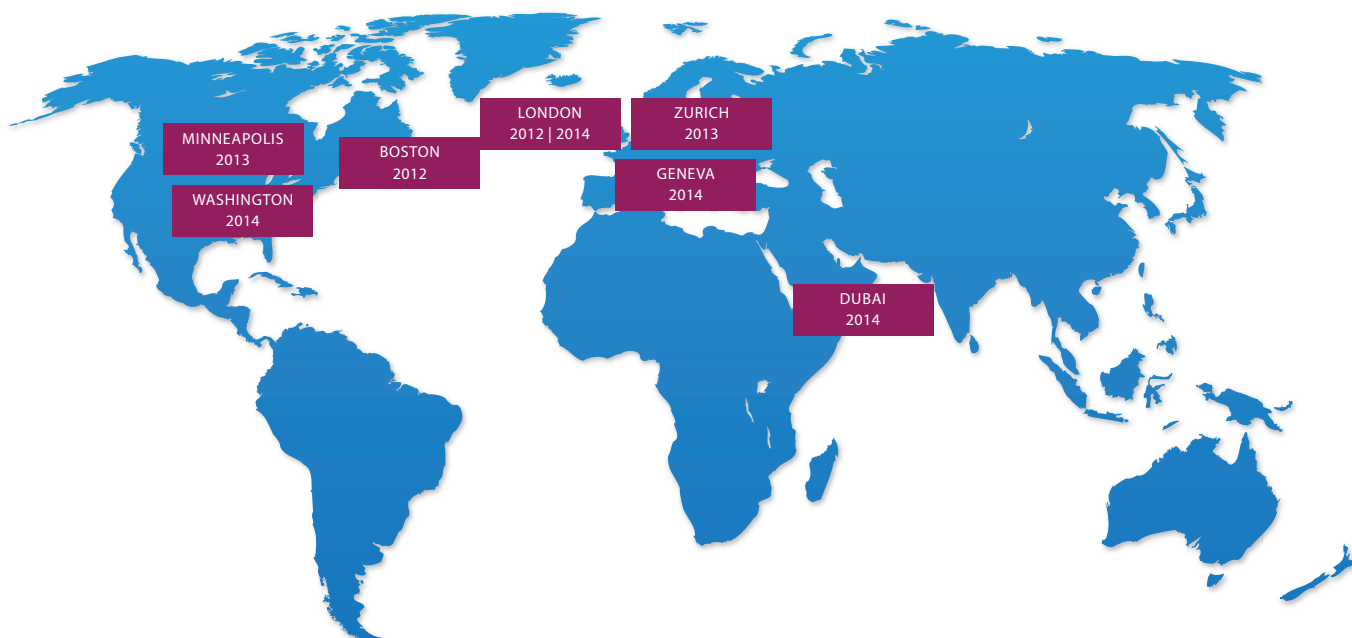 LONDON
2012 | 2014
ZURICH
2013
MINNEAPOLIS
2013
BOSTON
2012
GENEVA
2014
WASHINGTON
2014
DUBAI
2014